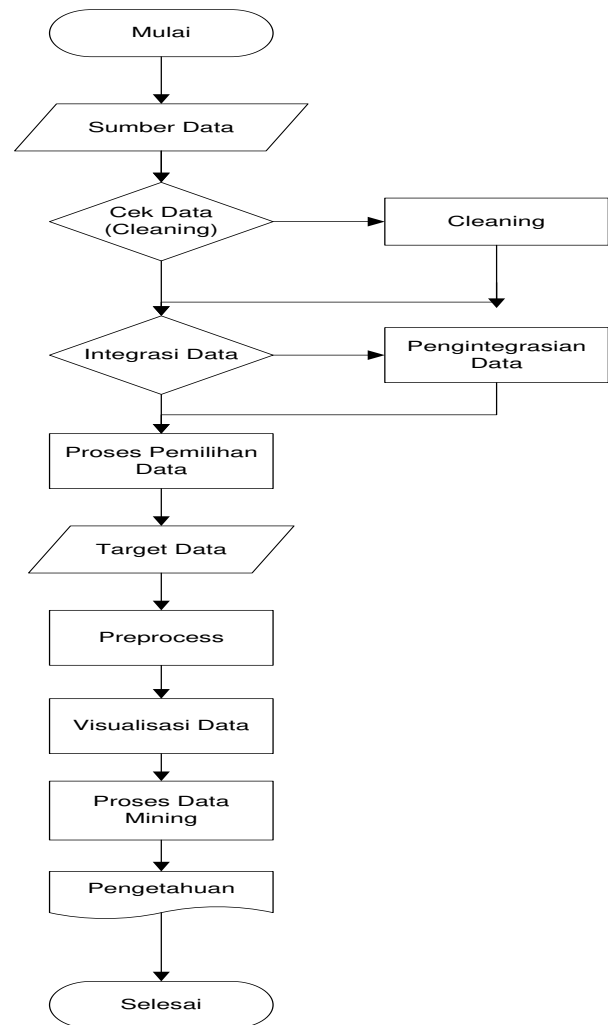 Mulai
Sumber Data
Cek Data
(Cleaning)
Cleaning
Integrasi Data
Pengintegrasian
Data
Proses Pemilihan
Data
Target Data
Preprocess
Visualisasi Data
Proses Data
Mining
Pengetahuan
Selesai